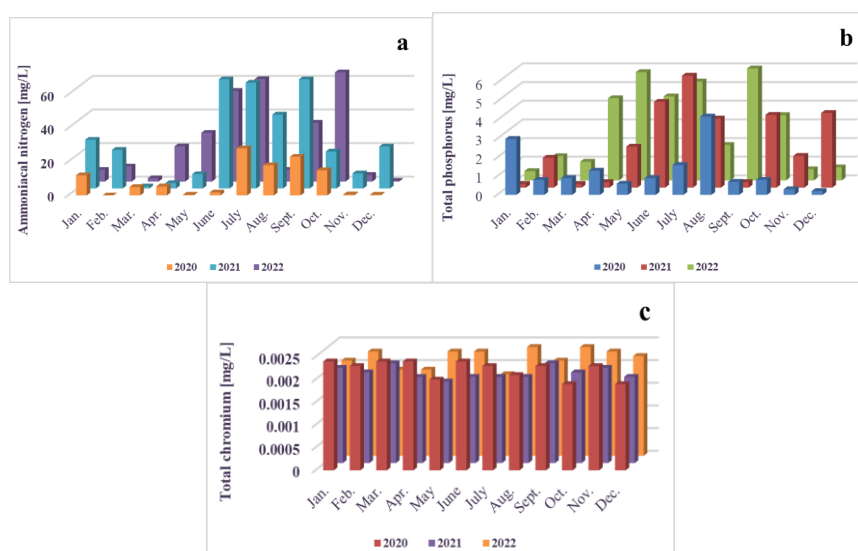 a
Ammoniacal nitrogen [mg/L]
60
40
20
0
Jan. Feb. Mar. Apr. May June July Aug. Sept. Oct. Nov. Dec.
2020 2021 2022
b
Total phosphorus [mg/L]
6
5
4
3
2
1
0
Jan. Feb. Mar. Apr. May June July Aug. Sept. Oct. Nov. Dec.
2020 2021 2022
c
Total chromium [mg/L]
0.0025
0.002
0.0015
0.001
0.0005
0
Jan. Feb. Mar. Apr. May June July Aug. Sept. Oct. Nov. Dec.
2020 2021 2022